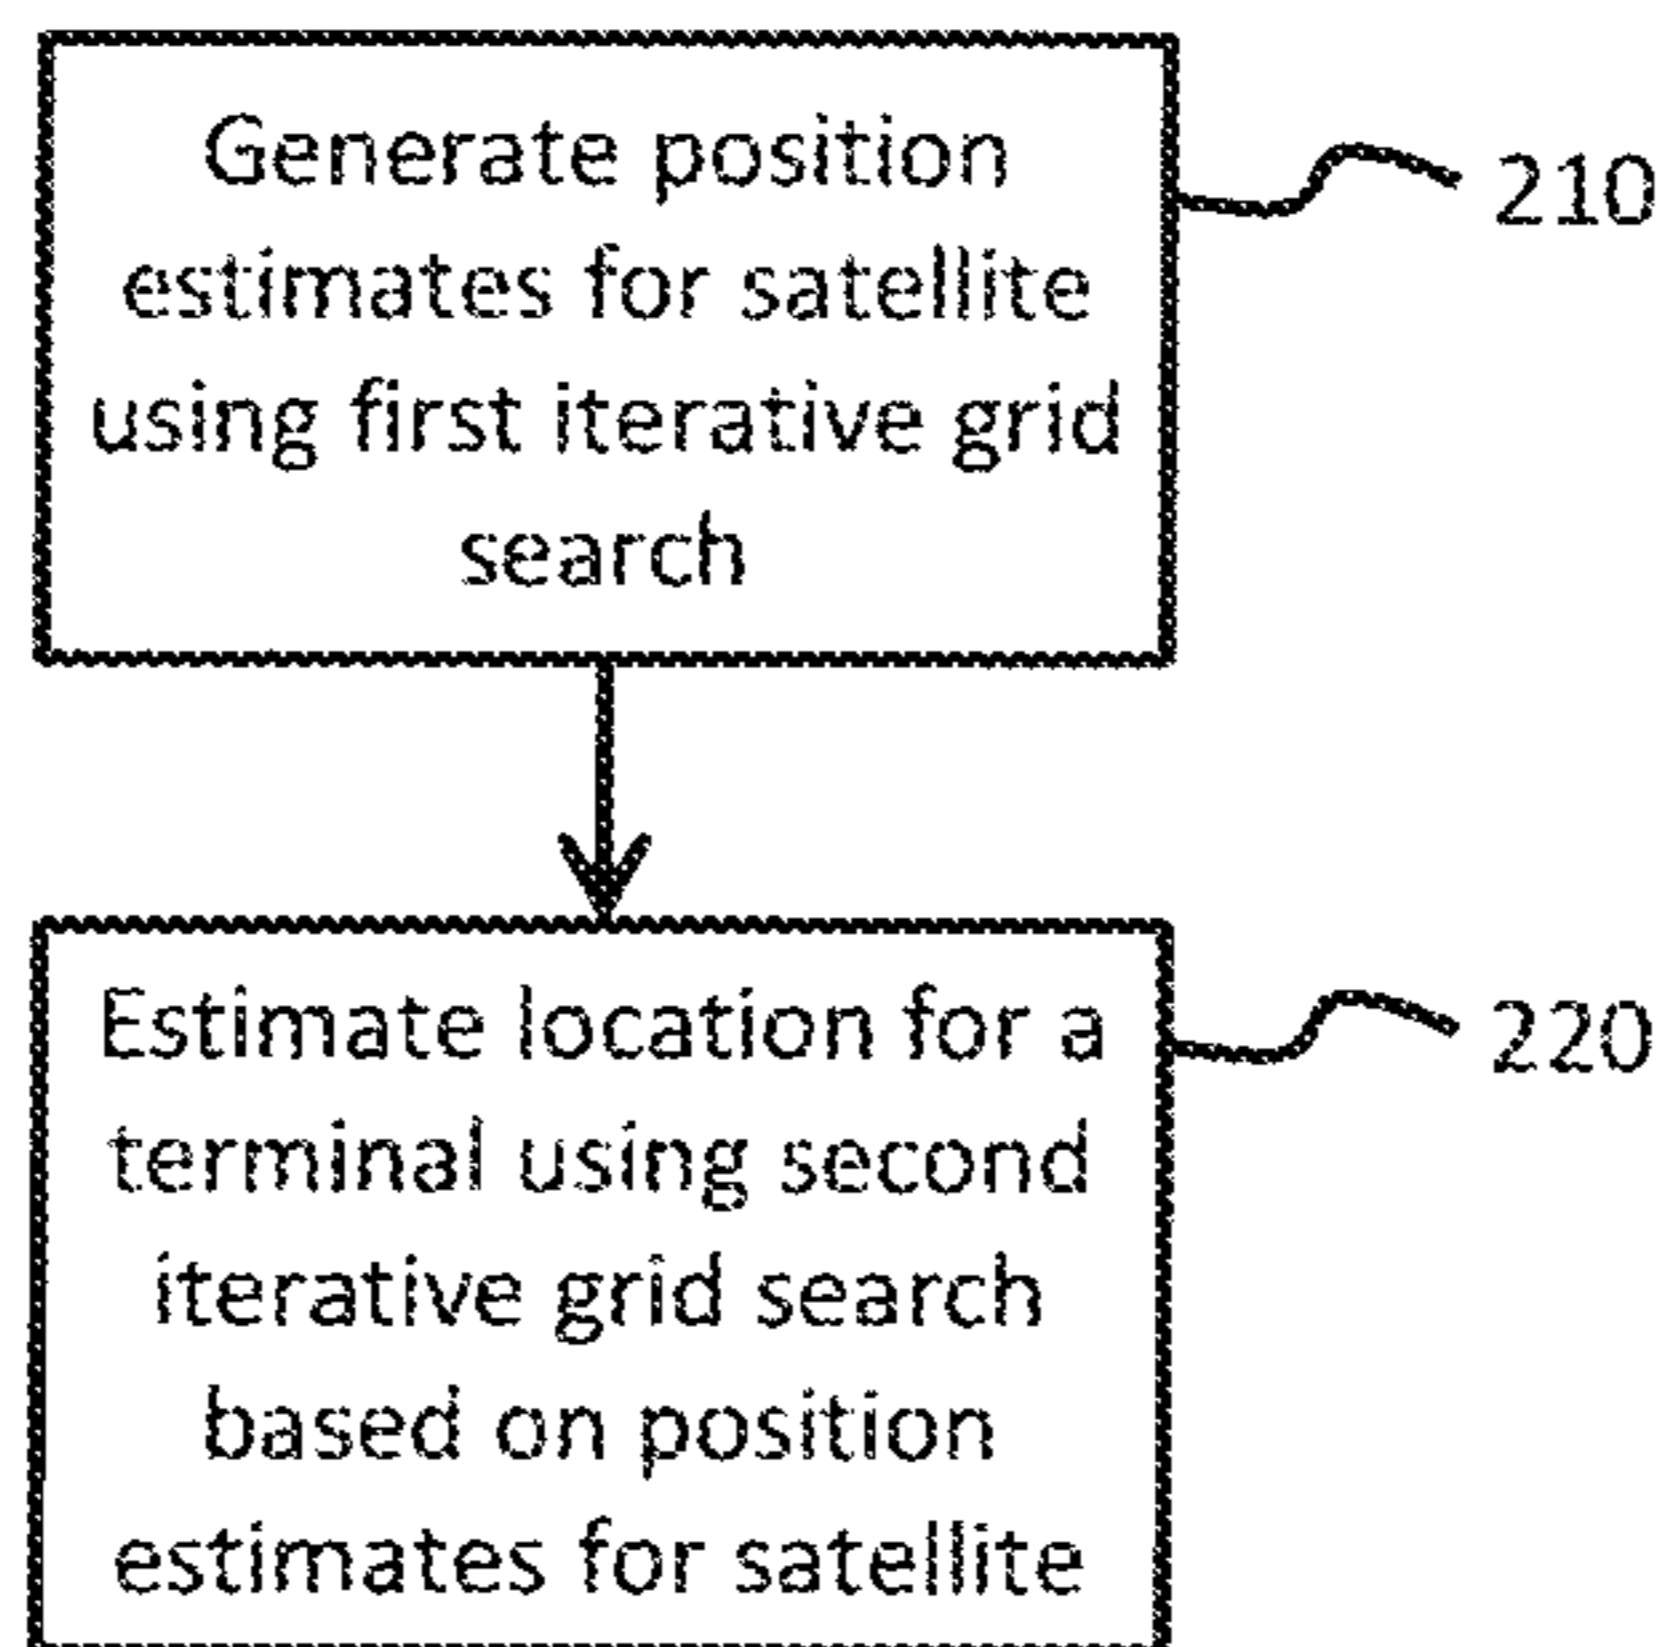 Generate position
estimates for satellite
using first iterative grid
search
210
Estimate location for a
terminal using second
iterative grid search
based on position
estimates for satellite
220